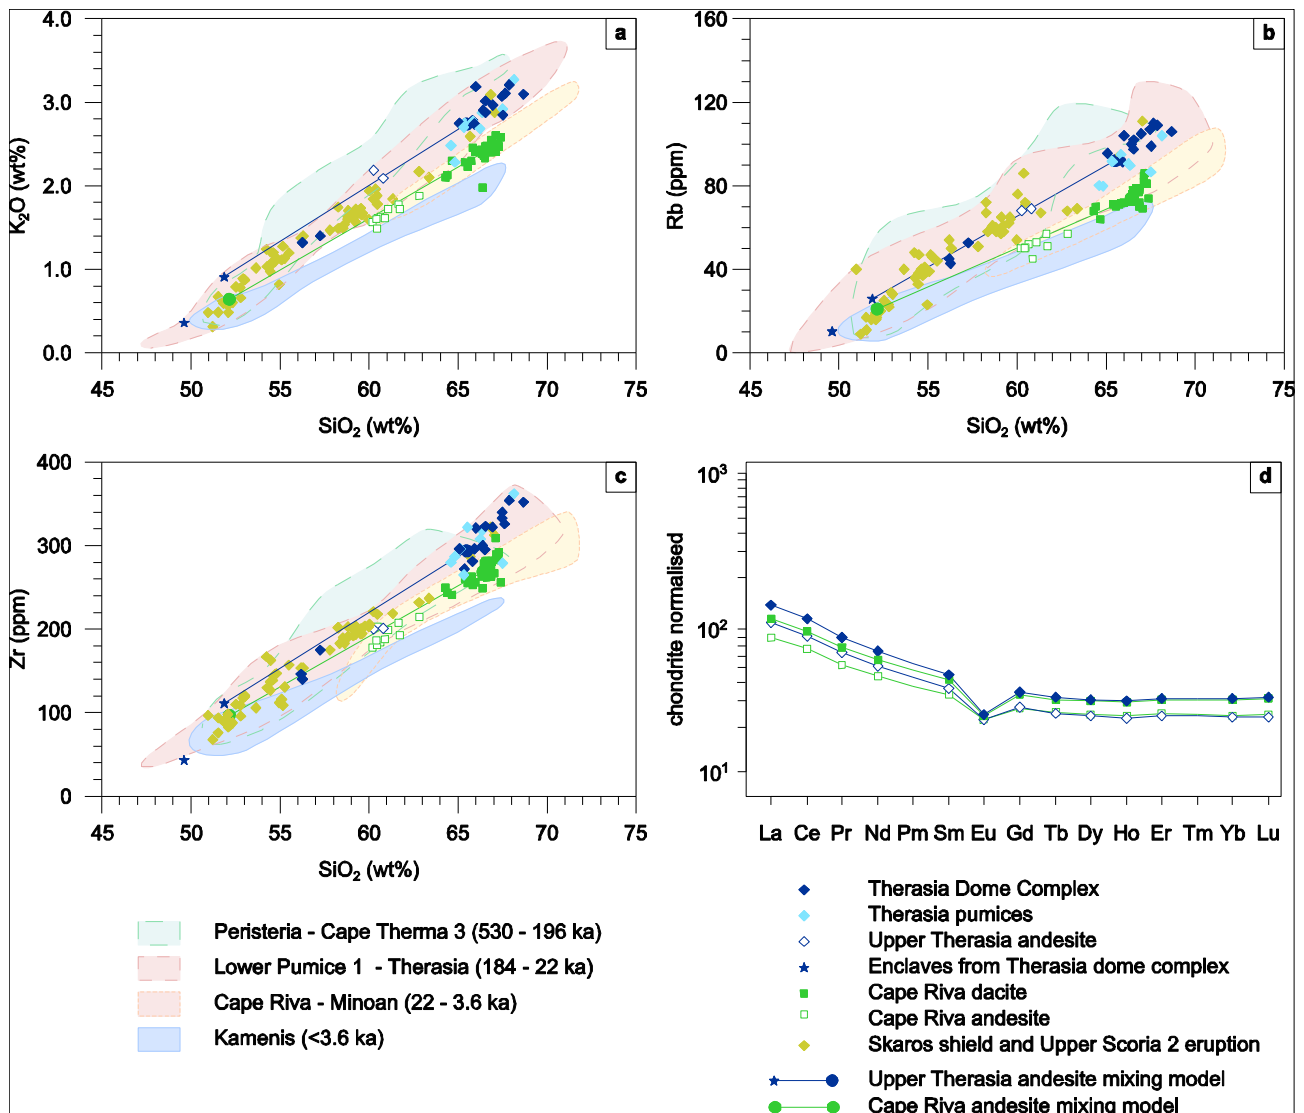 a
4.0
3.0
2.0
1.0
0.0
K2O (wt%)
45 50 55 60 65 70 75
SiO2 (wt%)
b
160
120
80
40
0
Rb (ppm)
45 50 55 60 65 70 75
SiO2 (wt%)
c
400
300
200
100
0
Zr (ppm)
45 50 55 60 65 70 75
SiO2 (wt%)
d
10^3
10^2
10^1
chondrite normalised
La Ce Pr Nd Pm Sm Eu Gd Tb Dy Ho Er Tm Yb Lu
Peristeria - Cape Therma 3 (530 - 196 ka)
Lower Pumice 1 - Therasia (184 - 22 ka)
Cape Riva - Minoan (22 - 3.6 ka)
Kamenis (<3.6 ka)
Therasia Dome Complex
Therasia pumices
Upper Therasia andesite
Enclaves from Therasia dome complex
Cape Riva dacite
Cape Riva andesite
Skaros shield and Upper Scoria 2 eruption
Upper Therasia andesite mixing model
Cape Riva andesite mixing model